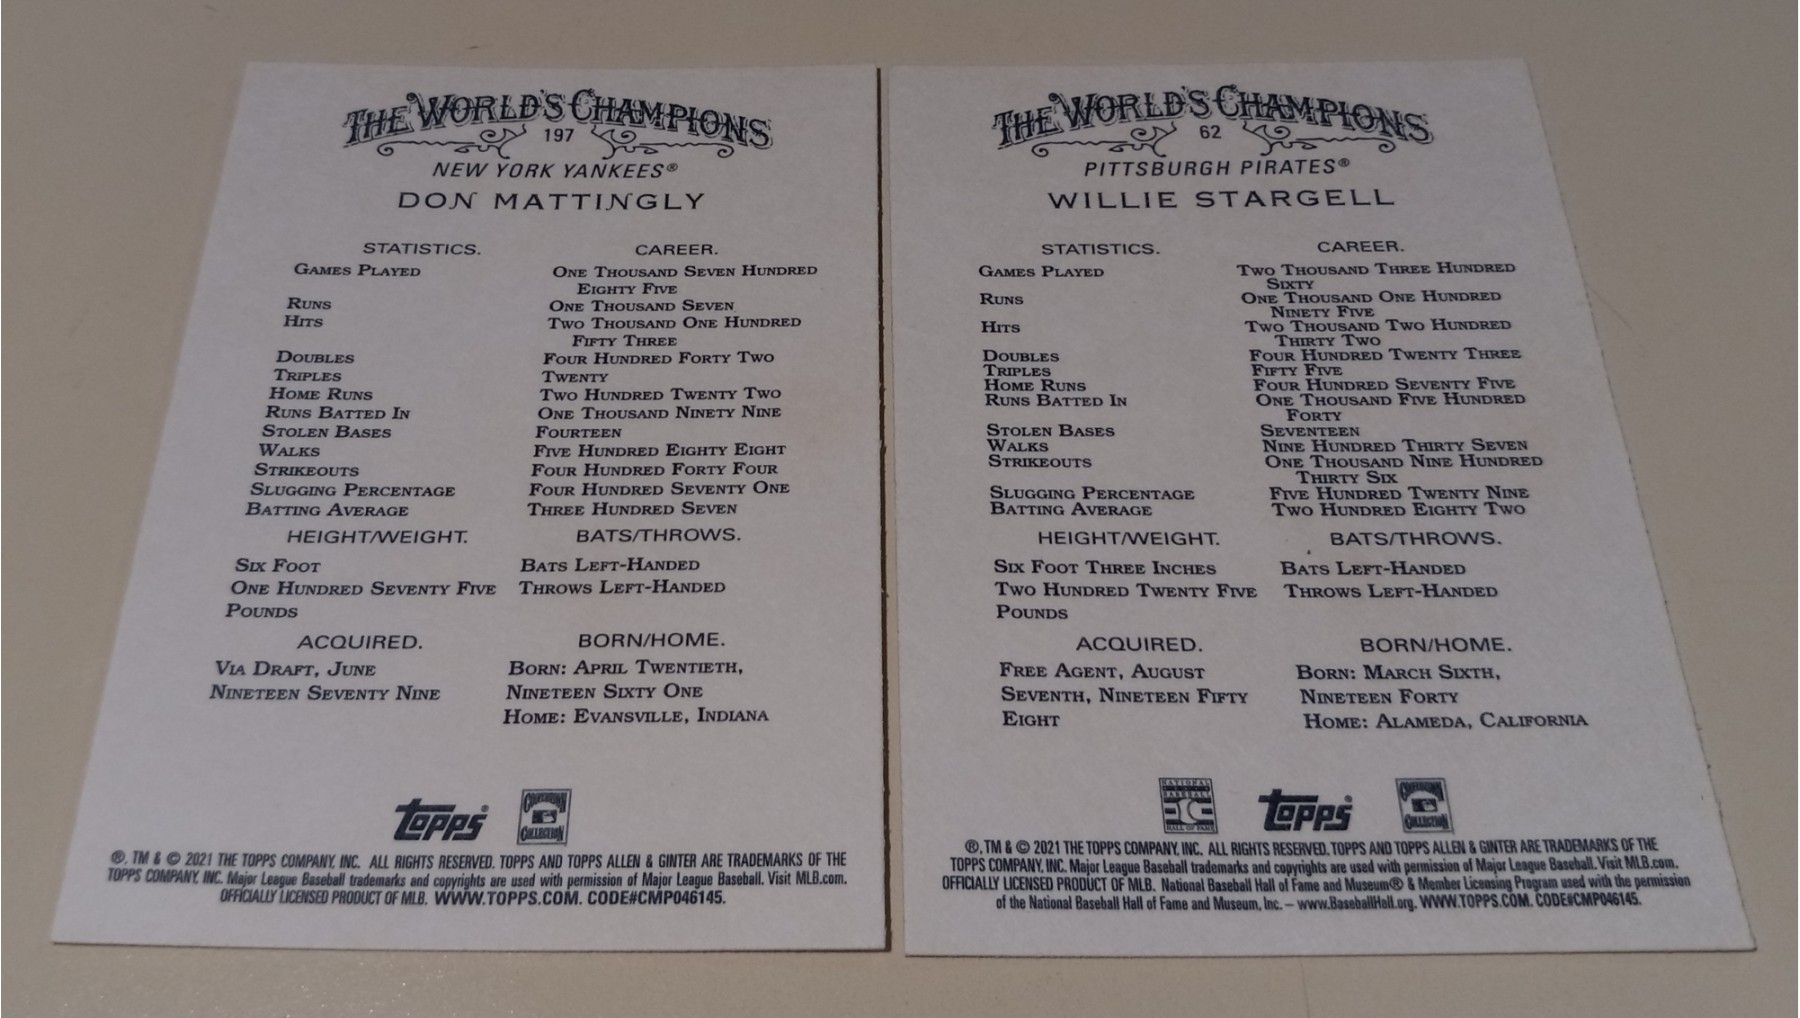 THE WORLD'S CHAMPIONS
197
NEW YORK YANKEES®
DON MATTINGLY
STATISTICS. CAREER.
GAMES PLAYED ONE THOUSAND SEVEN HUNDRED
EIGHTY FIVE
RUNS ONE THOUSAND SEVEN
HITS TWO THOUSAND ONE HUNDRED
FIFTY THREE
DOUBLES FOUR HUNDRED FORTY TWO
TRIPLES TWENTY
HOME RUNS TWO HUNDRED TWENTY TWO
RUNS BATTED IN ONE THOUSAND NINETY NINE
STOLEN BASES FOURTEEN
WALKS FIVE HUNDRED EIGHTY EIGHT
STRIKEOUTS FOUR HUNDRED FORTY FOUR
SLUGGING PERCENTAGE FOUR HUNDRED SEVENTY ONE
BATTING AVERAGE THREE HUNDRED SEVEN
HEIGHT/WEIGHT. BATS/THROWS.
SIX FOOT BATS LEFT-HANDED
ONE HUNDRED SEVENTY FIVE THROWS LEFT-HANDED
POUNDS
ACQUIRED. BORN/HOME.
VIA DRAFT, JUNE BORN: APRIL TWENTIETH,
NINETEEN SEVENTY NINE NINETEEN SIXTY ONE
HOME: EVANSVILLE, INDIANA
topps® COOPERSTOWN COLLECTION
®, TM & © 2021 THE TOPPS COMPANY, INC. ALL RIGHTS RESERVED. TOPPS AND TOPPS ALLEN & GINTER ARE TRADEMARKS OF THE
TOPPS COMPANY, INC. Major League Baseball trademarks and copyrights are used with permission of Major League Baseball. Visit MLB.com.
OFFICIALLY LICENSED PRODUCT OF MLB. WWW.TOPPS.COM. CODE#CMP046145.
THE WORLD'S CHAMPIONS
62
PITTSBURGH PIRATES®
WILLIE STARGELL
STATISTICS. CAREER.
GAMES PLAYED TWO THOUSAND THREE HUNDRED
SIXTY
RUNS ONE THOUSAND ONE HUNDRED
NINETY FIVE
HITS TWO THOUSAND TWO HUNDRED
THIRTY TWO
DOUBLES FOUR HUNDRED TWENTY THREE
TRIPLES FIFTY FIVE
HOME RUNS FOUR HUNDRED SEVENTY FIVE
RUNS BATTED IN ONE THOUSAND FIVE HUNDRED
FORTY
STOLEN BASES SEVENTEEN
WALKS NINE HUNDRED THIRTY SEVEN
STRIKEOUTS ONE THOUSAND NINE HUNDRED
THIRTY SIX
SLUGGING PERCENTAGE FIVE HUNDRED TWENTY NINE
BATTING AVERAGE TWO HUNDRED EIGHTY TWO
HEIGHT/WEIGHT. BATS/THROWS.
SIX FOOT THREE INCHES BATS LEFT-HANDED
TWO HUNDRED TWENTY FIVE THROWS LEFT-HANDED
POUNDS
ACQUIRED. BORN/HOME.
FREE AGENT, AUGUST BORN: MARCH SIXTH,
SEVENTH, NINETEEN FIFTY NINETEEN FORTY
EIGHT HOME: ALAMEDA, CALIFORNIA
NATIONAL BASEBALL HALL OF FAME topps® COOPERSTOWN COLLECTION
®, TM & © 2021 THE TOPPS COMPANY, INC. ALL RIGHTS RESERVED. TOPPS AND TOPPS ALLEN & GINTER ARE TRADEMARKS OF THE
TOPPS COMPANY, INC. Major League Baseball trademarks and copyrights are used with permission of Major League Baseball. Visit MLB.com.
OFFICIALLY LICENSED PRODUCT OF MLB. National Baseball Hall of Fame and Museum® & Member Licensing Program used with the permission
of the National Baseball Hall of Fame and Museum, Inc. – www.BaseballHall.org. WWW.TOPPS.COM. CODE#CMP046145.